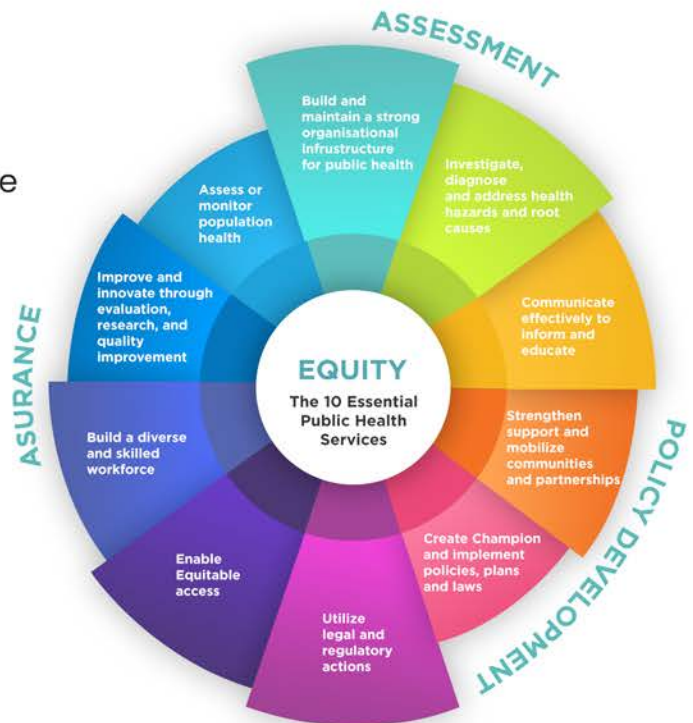 ASSESSMENT
Build and
maintain a strong
organisational
Infrustructure
for public health
Investigate,
diagnose
and address health
hazards and root
causes
Communicate
effectively to
inform and
educate
Strengthen
support and
mobilize
communities
and partnerships
POLICY DEVELOPMENT
Create Champion
and implement
policies, plans
and laws
Utilize
legal and
regulatory
actions
Enable
Equitable
access
Build a diverse
and skilled
workforce
ASURANCE
Improve and
innovate through
evaluation,
research, and
quality
improvement
Assess or
monitor
population
health
EQUITY
The 10 Essential
Public Health
Services